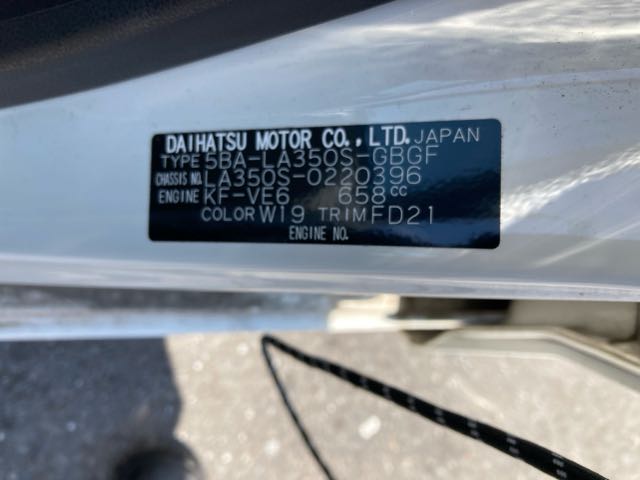 DAIHATSU MOTOR CO.,LTD. JAPAN
TYPE 5BA-LA350S-GBGF
CHASSIS NO. LA350S-0220396
ENGINE KF-VE6 658cc
COLOR W19 TRIM FD21
ENGINE NO.